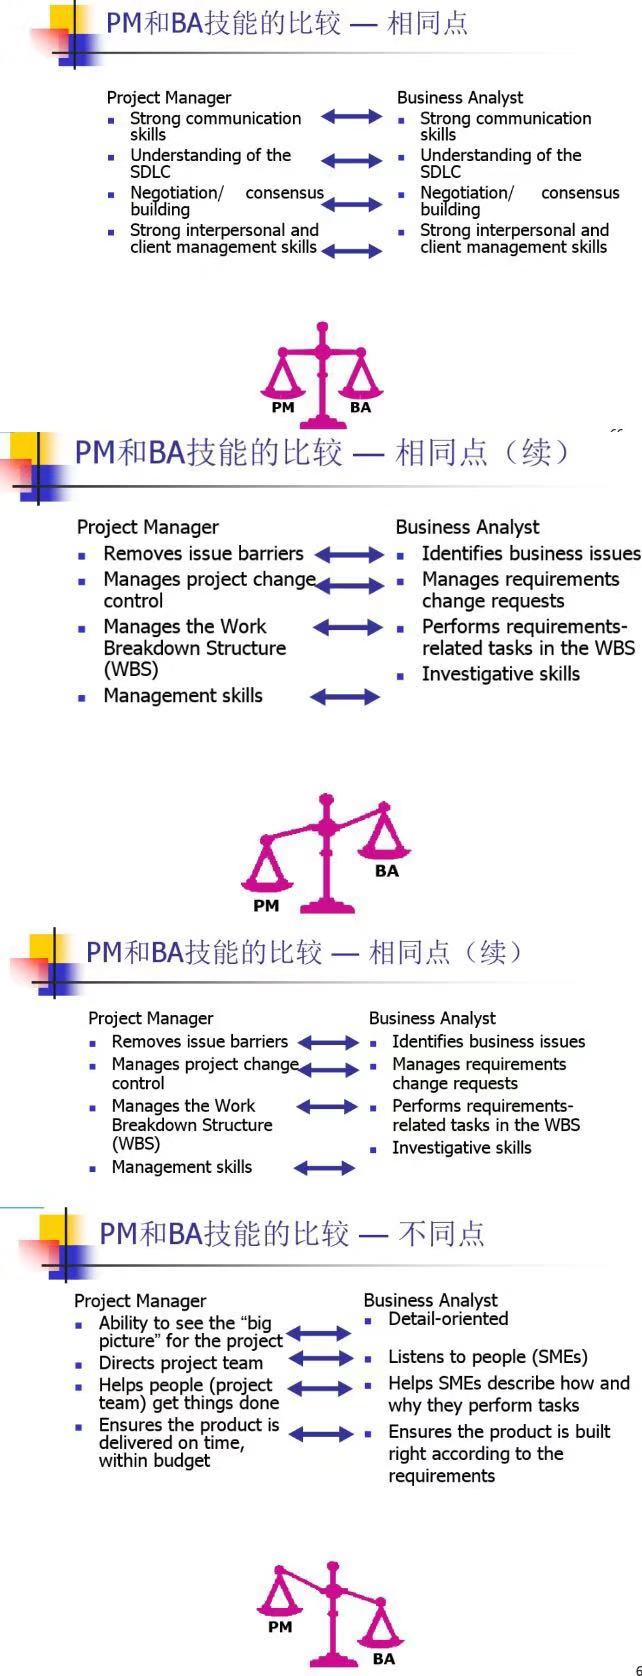 PM和BA技能的比较 — 相同点
Project Manager
Strong communication
skills
Understanding of the
SDLC
Negotiation/ consensus
building
Strong interpersonal and
client management skills
Business Analyst
Strong communication
skills
Understanding of the
SDLC
Negotiation/ consensus
building
Strong interpersonal and
client management skills
PM
BA
PM和BA技能的比较 — 相同点（续）
Project Manager
Removes issue barriers
Manages project change
control
Manages the Work
Breakdown Structure
(WBS)
Management skills
Business Analyst
Identifies business issues
Manages requirements
change requests
Performs requirements-
related tasks in the WBS
Investigative skills
BA
PM
PM和BA技能的比较 — 相同点（续）
Project Manager
Removes issue barriers
Manages project change
control
Manages the Work
Breakdown Structure
(WBS)
Management skills
Business Analyst
Identifies business issues
Manages requirements
change requests
Performs requirements-
related tasks in the WBS
Investigative skills
PM和BA技能的比较 — 不同点
Project Manager
Ability to see the “big
picture” for the project
Directs project team
Helps people (project
team) get things done
Ensures the product is
delivered on time,
within budget
Business Analyst
Detail-oriented
Listens to people (SMEs)
Helps SMEs describe how and
why they perform tasks
Ensures the product is built
right according to the
requirements
PM
BA